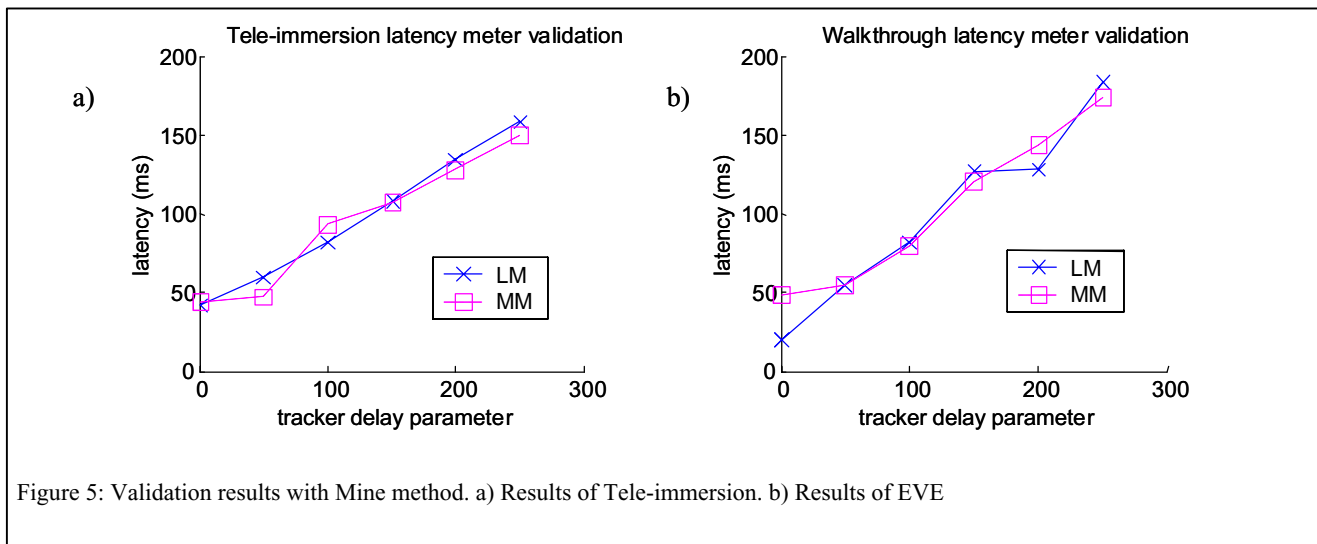 Tele-immersion latency meter validation
a)
200
150
100
50
0
latency (ms)
LM
MM
0 100 200 300
tracker delay parameter
Walkthrough latency meter validation
b)
200
150
100
50
0
latency (ms)
LM
MM
0 100 200 300
tracker delay parameter
Figure 5: Validation results with Mine method. a) Results of Tele-immersion. b) Results of EVE